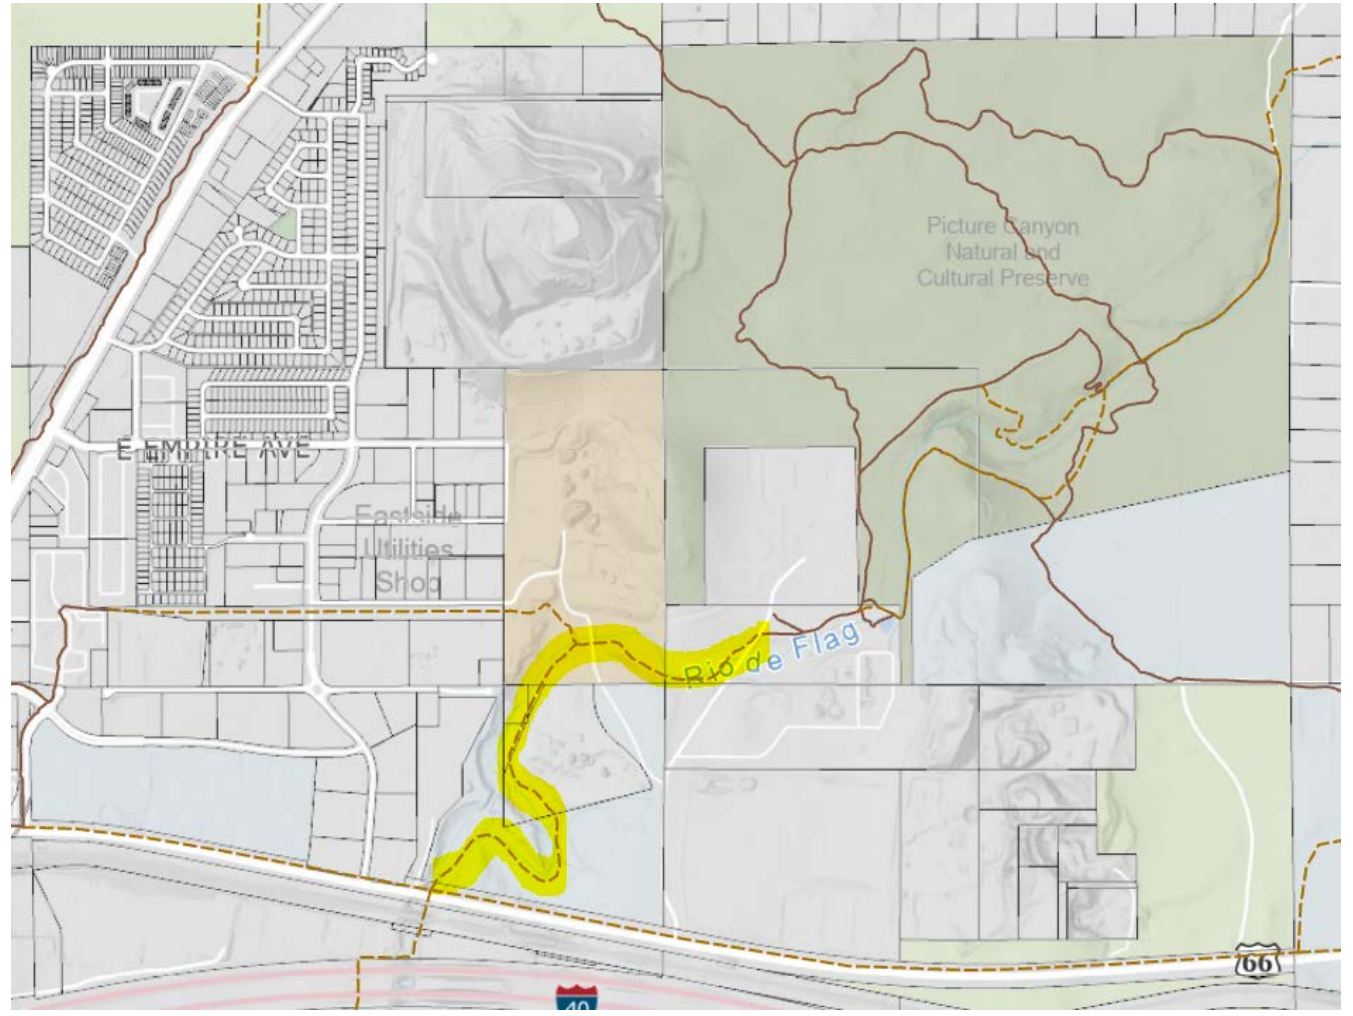 Picture Canyon
Natural and
Cultural Preserve
E EMPIRE AVE
Eastside
Utilities
Shop
Rio de Flag
66
40